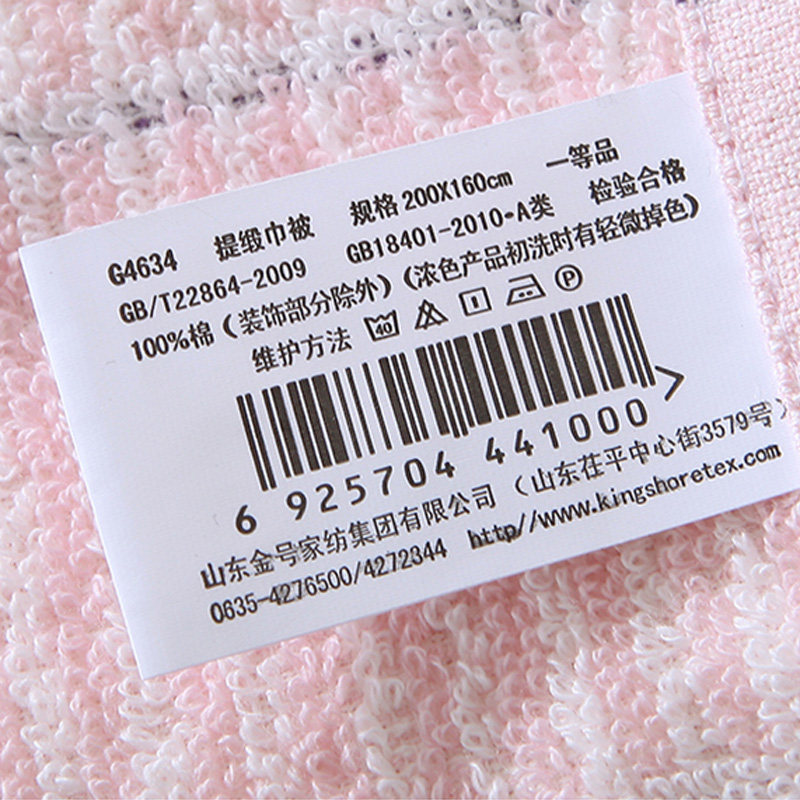 G4634 提缎巾被 规格 200X160cm 一等品
GB/T22864-2009 GB18401-2010-A类 检验合格
100%棉（装饰部分除外）（浓色产品初洗时有轻微掉色）
维护方法 40 P
6 925704 441000 >
山东金号家纺集团有限公司（山东茌平中心街3579号）
0635-4276500/4272344 http//www.kingshoretex.com